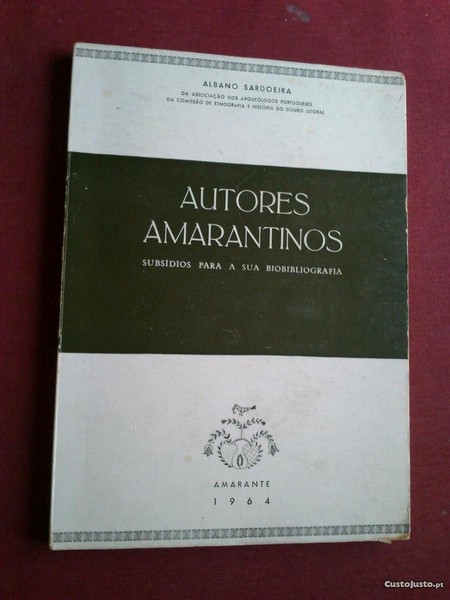 ALBANO SARDOEIRA
DA ASSOCIAÇÃO DOS ARQUEÓLOGOS PORTUGUESES
DA COMISSÃO DE ETNOGRAFIA E HISTÓRIA DO DOURO LITORAL
AUTORES
AMARANTINOS
SUBSÍDIOS PARA A SUA BIOBIBLIOGRAFIA
AMARANTE
1964
CustoJusto.pt